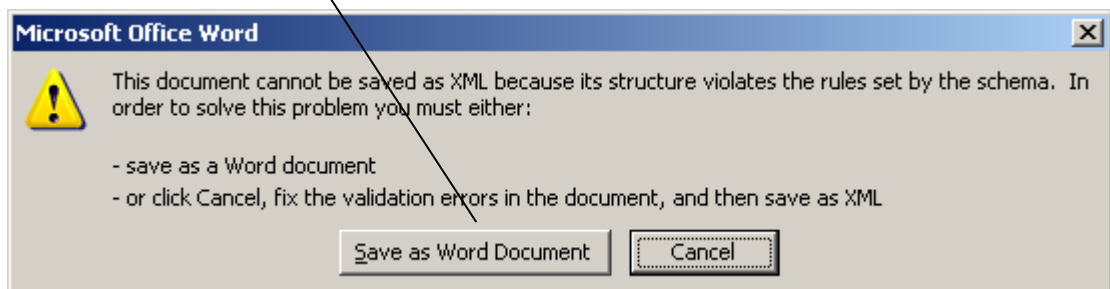 Microsoft Office Word
This document cannot be saved as XML because its structure violates the rules set by the schema. In
order to solve this problem you must either:
- save as a Word document
- or click Cancel, fix the validation errors in the document, and then save as XML
Save as Word Document
Cancel